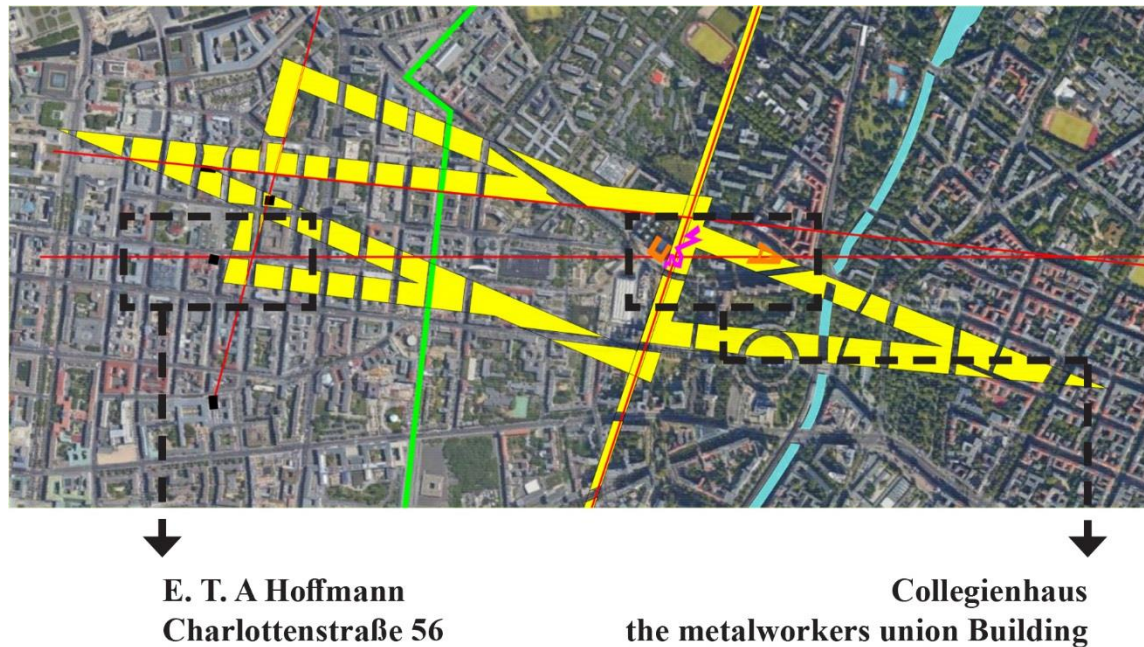 E. T. A Hoffmann
Charlottenstraße 56
Collegienhaus
the metalworkers union Building